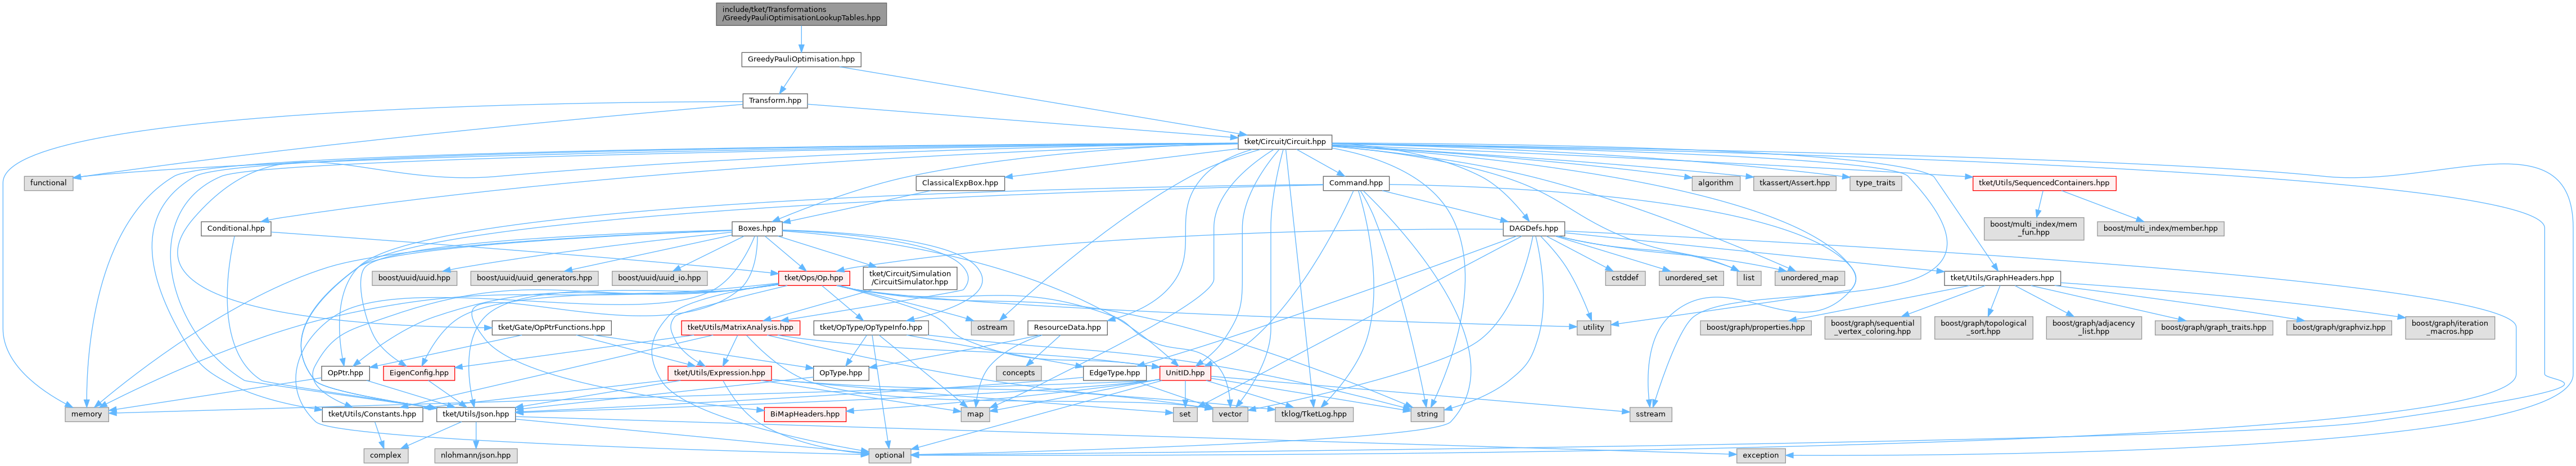 include/tket/Transformations
/GreedyPauliOptimisationLookupTables.hpp
GreedyPauliOptimisation.hpp
Transform.hpp
tket/Circuit/Circuit.hpp
functional
ClassicalExpBox.hpp
Command.hpp
algorithm
tkassert/Assert.hpp
type_traits
tket/Utils/SequencedContainers.hpp
Conditional.hpp
Boxes.hpp
DAGDefs.hpp
boost/multi_index/mem
_fun.hpp
boost/multi_index/member.hpp
boost/uuid/uuid.hpp
boost/uuid/uuid_generators.hpp
boost/uuid/uuid_io.hpp
tket/Ops/Op.hpp
tket/Circuit/Simulation
/CircuitSimulator.hpp
cstddef
unordered_set
list
unordered_map
tket/Utils/GraphHeaders.hpp
tket/Gate/OpPtrFunctions.hpp
tket/Utils/MatrixAnalysis.hpp
tket/OpType/OpTypeInfo.hpp
ostream
ResourceData.hpp
utility
boost/graph/properties.hpp
boost/graph/sequential
_vertex_coloring.hpp
boost/graph/topological
_sort.hpp
boost/graph/adjacency
_list.hpp
boost/graph/graph_traits.hpp
boost/graph/graphviz.hpp
boost/graph/iteration
_macros.hpp
OpPtr.hpp
EigenConfig.hpp
tket/Utils/Expression.hpp
OpType.hpp
concepts
EdgeType.hpp
UnitID.hpp
memory
tket/Utils/Constants.hpp
tket/Utils/Json.hpp
BiMapHeaders.hpp
map
set
vector
tklog/TketLog.hpp
string
sstream
complex
nlohmann/json.hpp
optional
exception